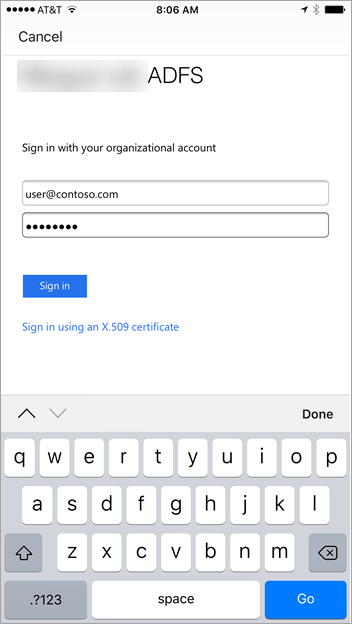 AT&T 8:06 AM
Cancel
ADFS
Sign in with your organizational account
user@contoso.com
●●●●●●●●
Sign in
Sign in using an X.509 certificate
Done
q w e r t y u i o p
a s d f g h j k l
z x c v b n m
.?123 space Go